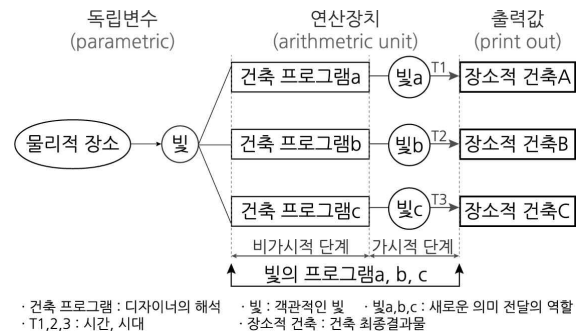 독립변수 연산장치 출력값
(parametric) (arithmetric unit) (print out)
건축 프로그램a 빛a T1 장소적 건축A
물리적 장소 빛 건축 프로그램b 빛b T2 장소적 건축B
건축 프로그램c 빛c T3 장소적 건축C
비가시적 단계 가시적 단계
빛의 프로그램a, b, c
· 건축 프로그램 : 디자이너의 해석 · 빛 : 객관적인 빛 · 빛a,b,c : 새로운 의미 전달의 역할
· T1,2,3 : 시간, 시대 · 장소적 건축 : 건축 최종결과물